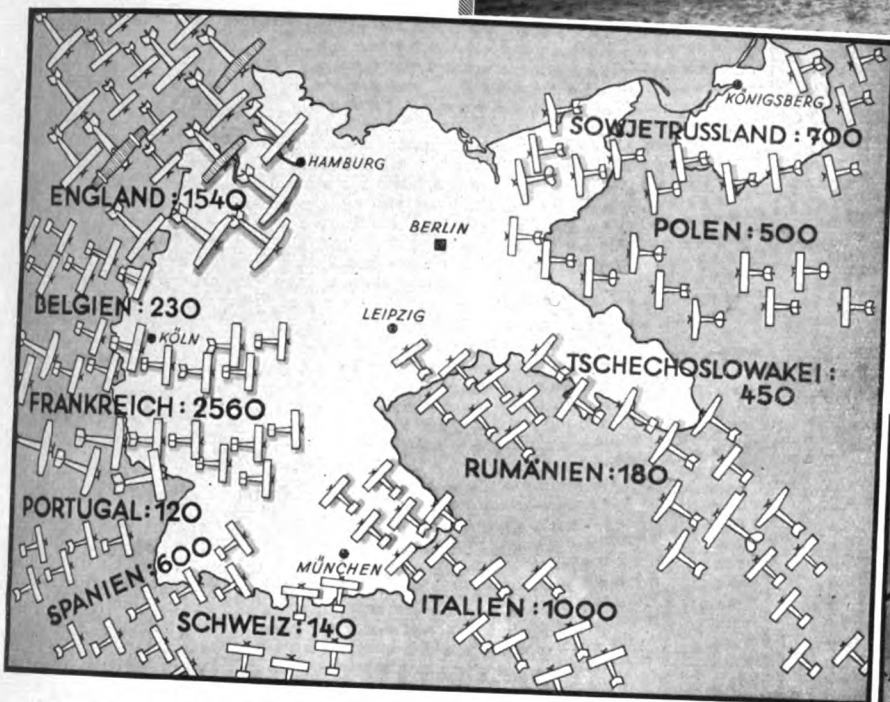 KÖNIGSBERG
SOWJETRUSSLAND : 700
HAMBURG
ENGLAND : 1540
BERLIN
POLEN : 500
BELGIEN : 230
KÖLN
LEIPZIG
TSCHECHOSLOWAKEI :
450
FRANKREICH : 2560
RUMÄNIEN : 180
PORTUGAL : 120
SPANIEN : 600
MÜNCHEN
SCHWEIZ : 140
ITALIEN : 1000